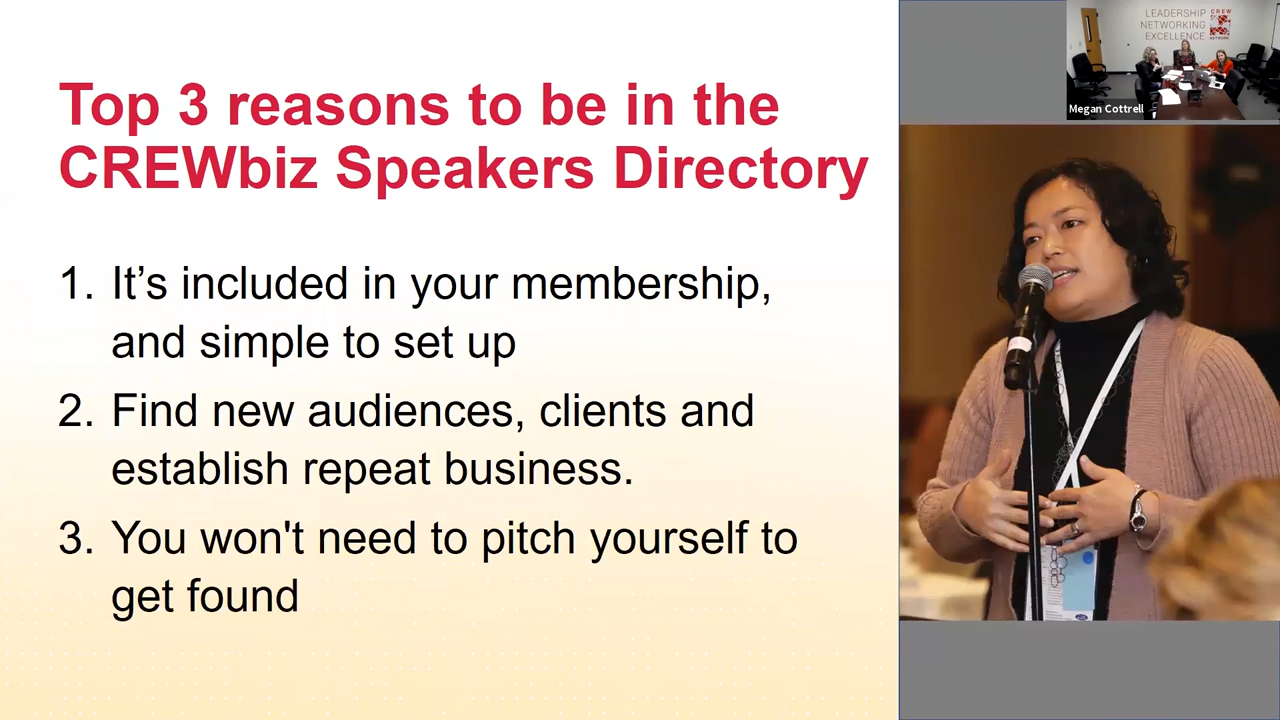 Top 3 reasons to be in the
CREWbiz Speakers Directory
1. It’s included in your membership,
and simple to set up
2. Find new audiences, clients and
establish repeat business.
3. You won't need to pitch yourself to
get found
LEADERSHIP
NETWORKING
EXCELLENCE
CREW
NETWORK
Megan Cottrell